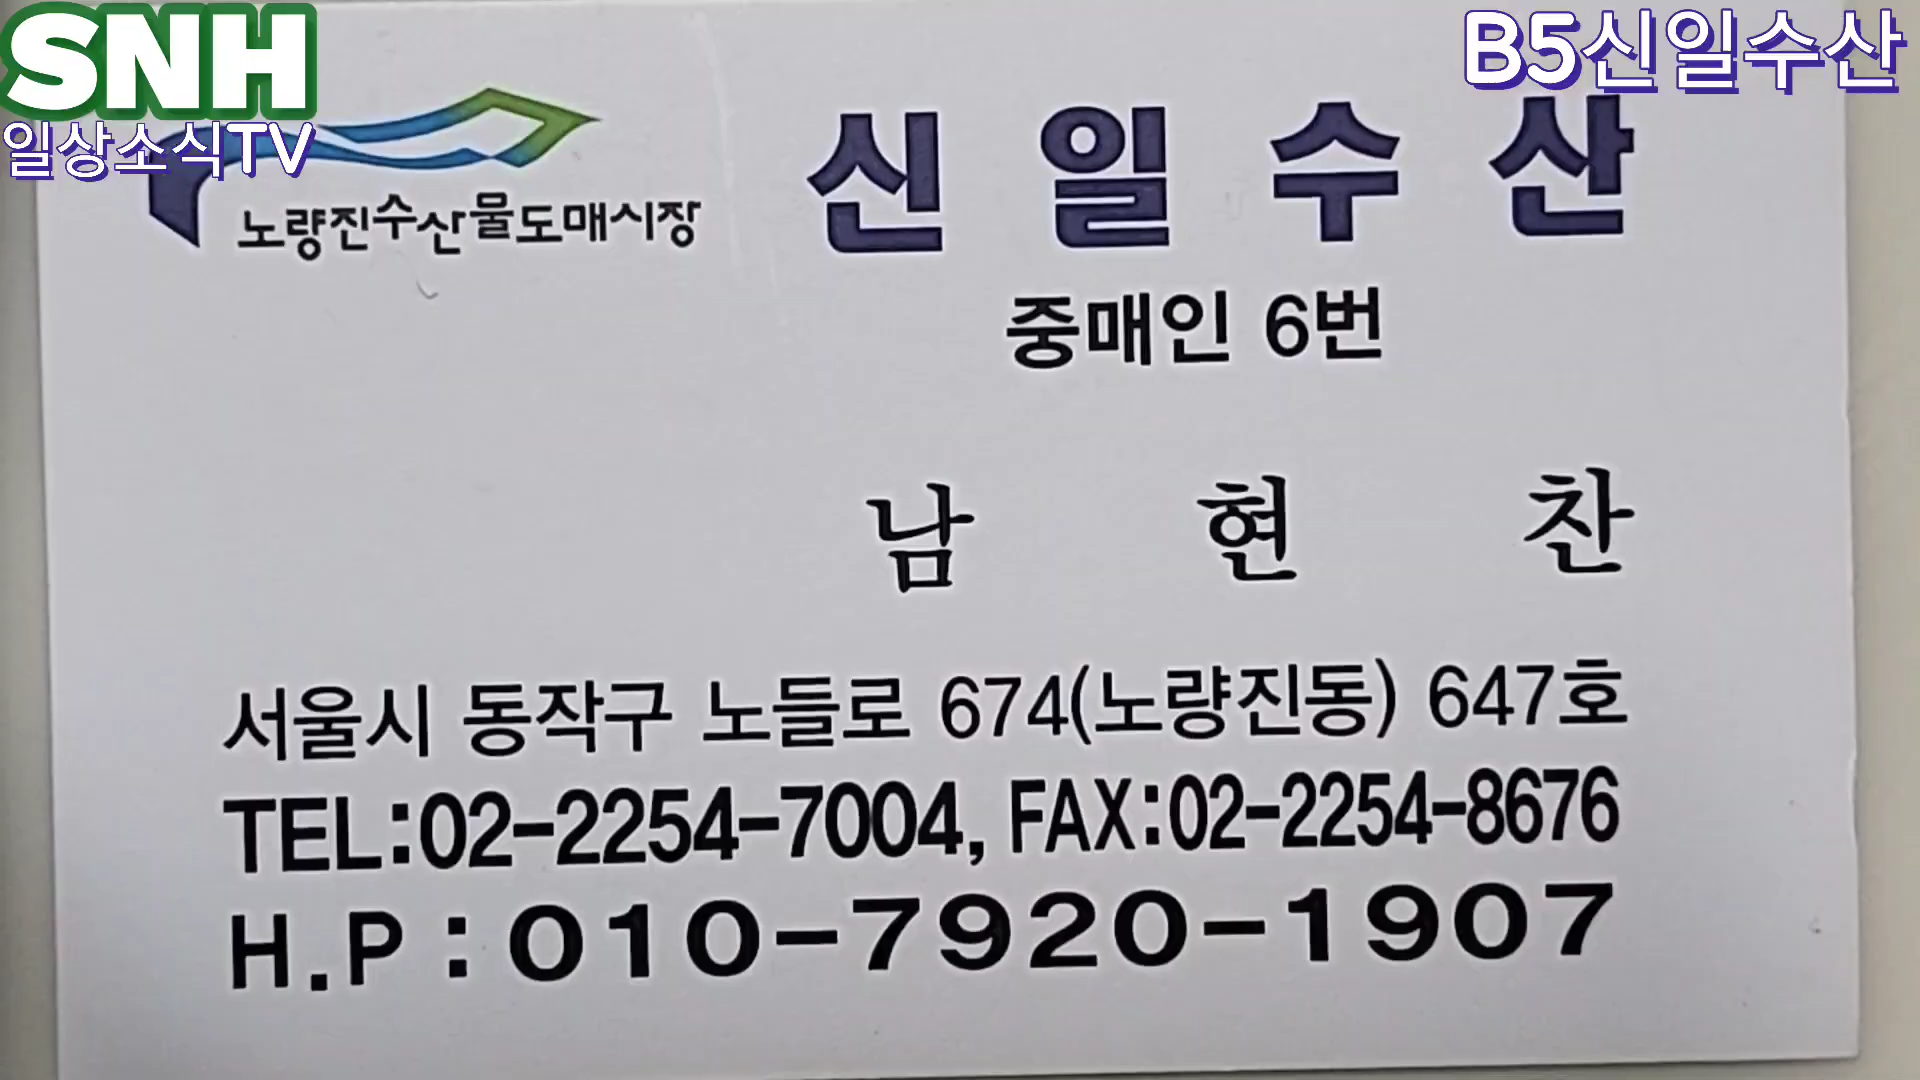 SNH
일상소식TV
B5신일수산
노량진수산물도매시장
신일수산
중매인 6번
남 현 찬
서울시 동작구 노들로 674(노량진동) 647호
TEL:02-2254-7004, FAX:02-2254-8676
H.P : 010-7920-1907